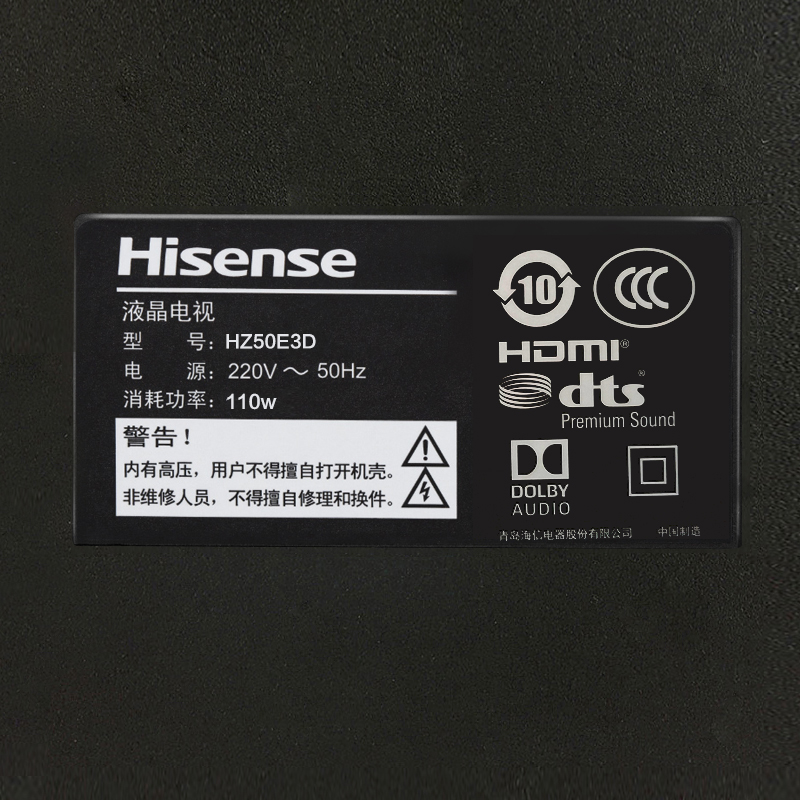 Hisense
液晶电视
型 号: HZ50E3D
电 源: 220V ～ 50Hz
消耗功率: 110w
警告!
内有高压，用户不得擅自打开机壳。
非维修人员，不得擅自修理和换件。
10
CCC
HDMI®
dts®
Premium Sound
DOLBY
AUDIO
青岛海信电器股份有限公司 中国制造